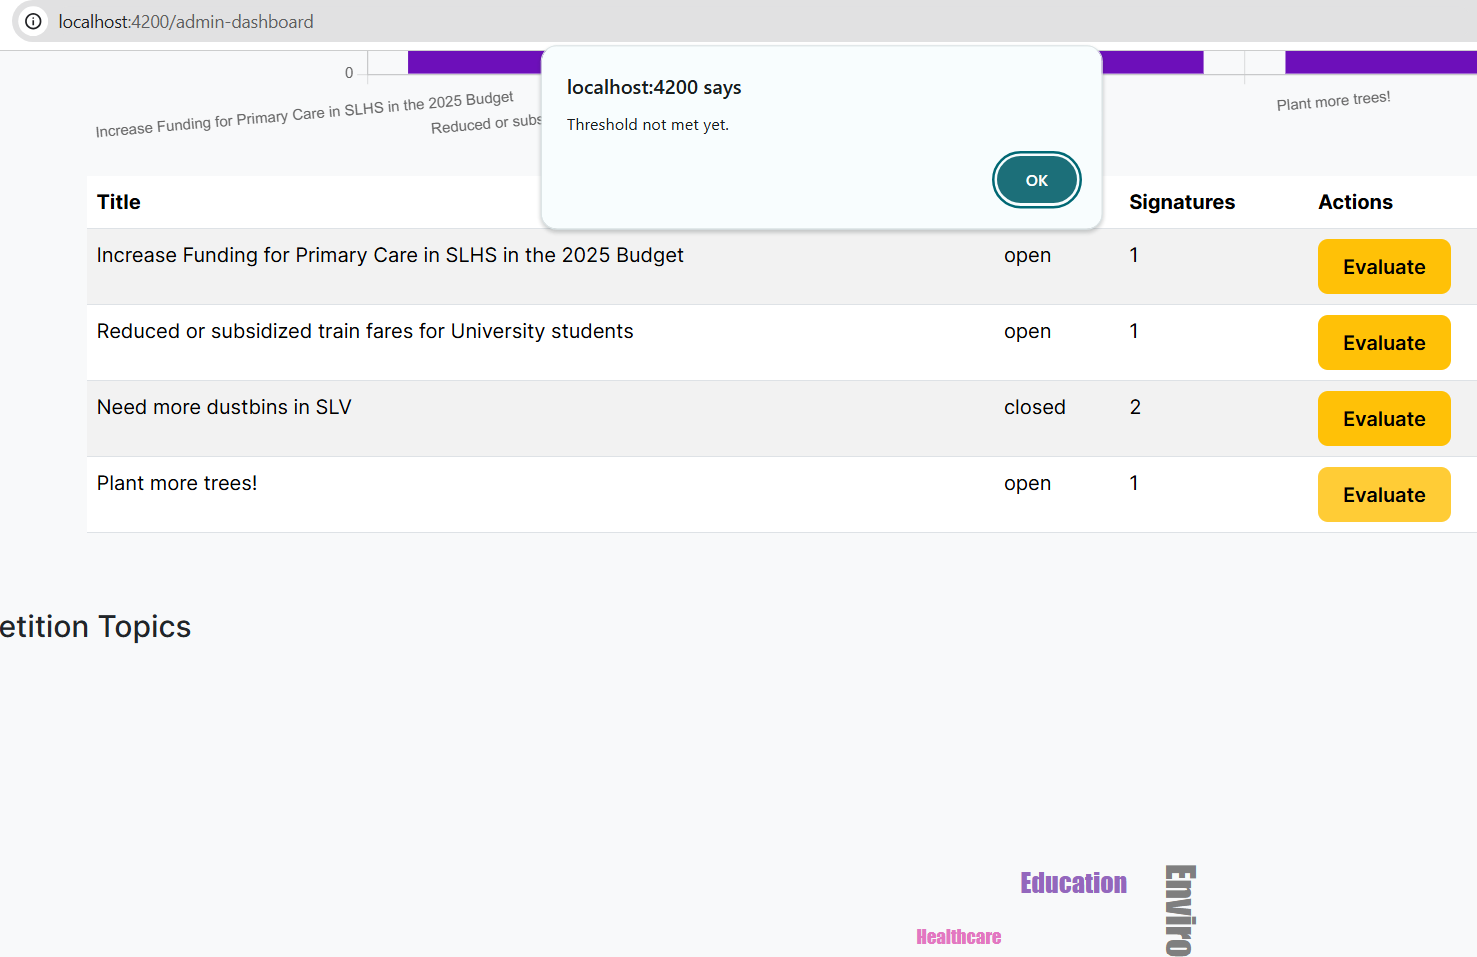 localhost:4200/admin-dashboard
localhost:4200 says
Threshold not met yet.
OK
0
Increase Funding for Primary Care in SLHS in the 2025 Budget
Reduced or subs
Plant more trees!
Title Signatures Actions
Increase Funding for Primary Care in SLHS in the 2025 Budget open 1 Evaluate
Reduced or subsidized train fares for University students open 1 Evaluate
Need more dustbins in SLV closed 2 Evaluate
Plant more trees! open 1 Evaluate
etition Topics
Education
Enviro
Healthcare